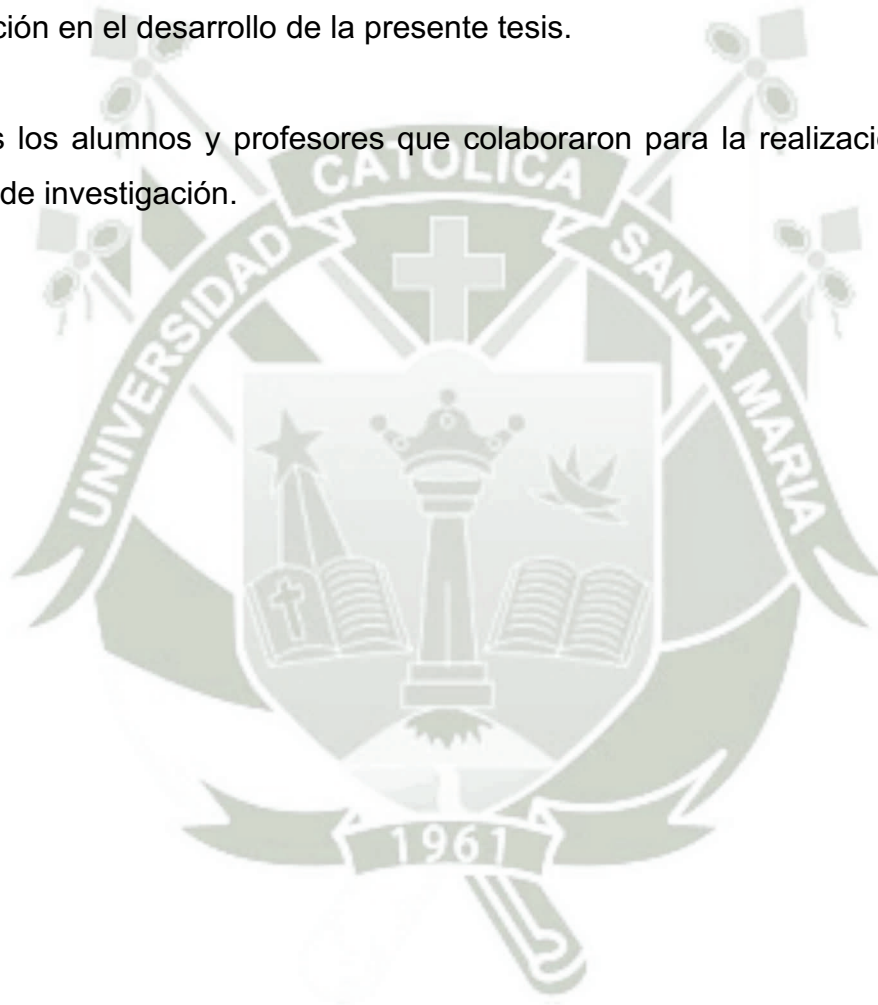 ción en el desarrollo de la presente tesis.
s los alumnos y profesores que colaboraron para la realizaci
de investigación.
UNIVERSIDAD CATOLICA SANTA MARIA
1961